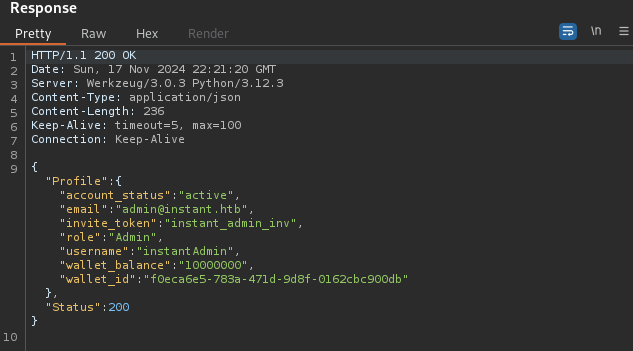 Response
Pretty Raw Hex Render \n
1 HTTP/1.1 200 OK
2 Date: Sun, 17 Nov 2024 22:21:20 GMT
3 Server: Werkzeug/3.0.3 Python/3.12.3
4 Content-Type: application/json
5 Content-Length: 236
6 Keep-Alive: timeout=5, max=100
7 Connection: Keep-Alive
8
9 {
"Profile":{
"account_status":"active",
"email":"admin@instant.htb",
"invite_token":"instant_admin_inv",
"role":"Admin",
"username":"instantAdmin",
"wallet_balance":"10000000",
"wallet_id":"f0eca6e5-783a-471d-9d8f-0162cbc900db"
},
"Status":200
}
10